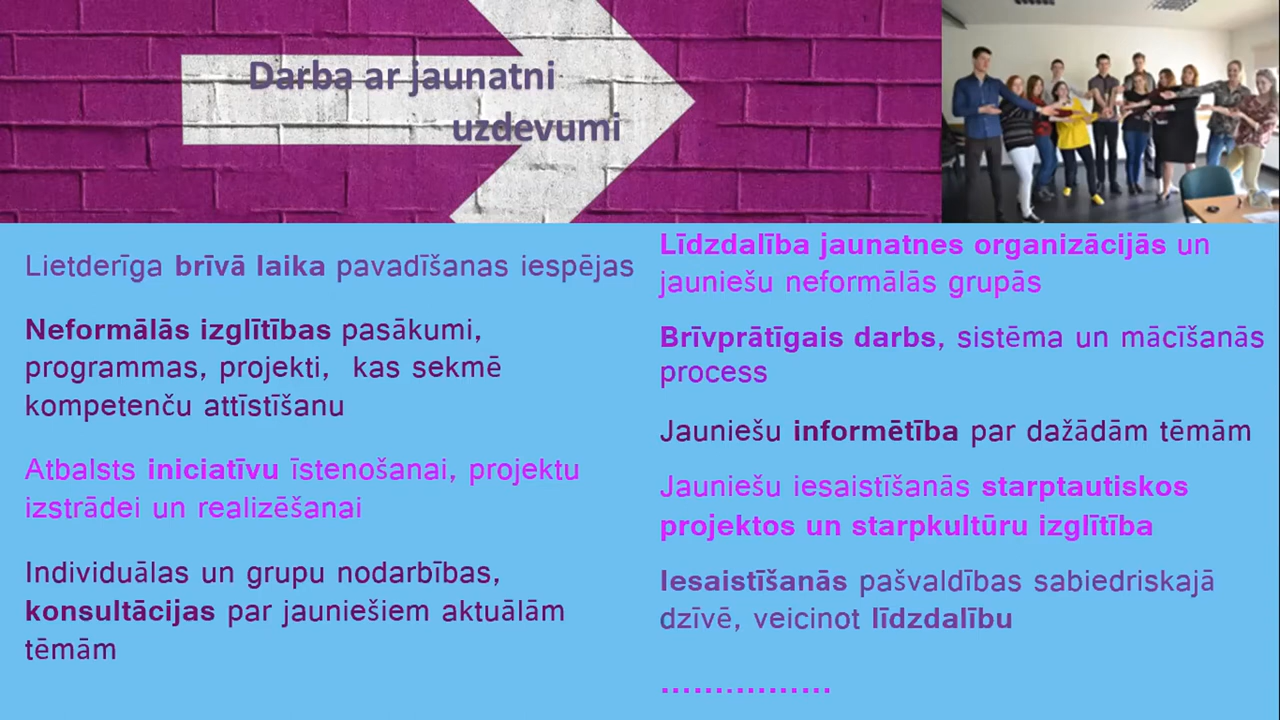 Darba ar jaunatni
uzdevumi
Lietderīga brīvā laika pavadīšanas iespējas
Neformālās izglītības pasākumi,
programmas, projekti, kas sekmē
kompetenču attīstīšanu
Atbalsts iniciatīvu īstenošanai, projektu
izstrādei un realizēšanai
Individuālas un grupu nodarbības,
konsultācijas par jauniešiem aktuālām
tēmām
Līdzdalība jaunatnes organizācijās un
jauniešu neformālās grupās
Brīvprātīgais darbs, sistēma un mācīšanās
process
Jauniešu informētība par dažādām tēmām
Jauniešu iesaistīšanās starptautiskos
projektos un starpkultūru izglītība
Iesaistīšanās pašvaldības sabiedriskajā
dzīvē, veicinot līdzdalību
................